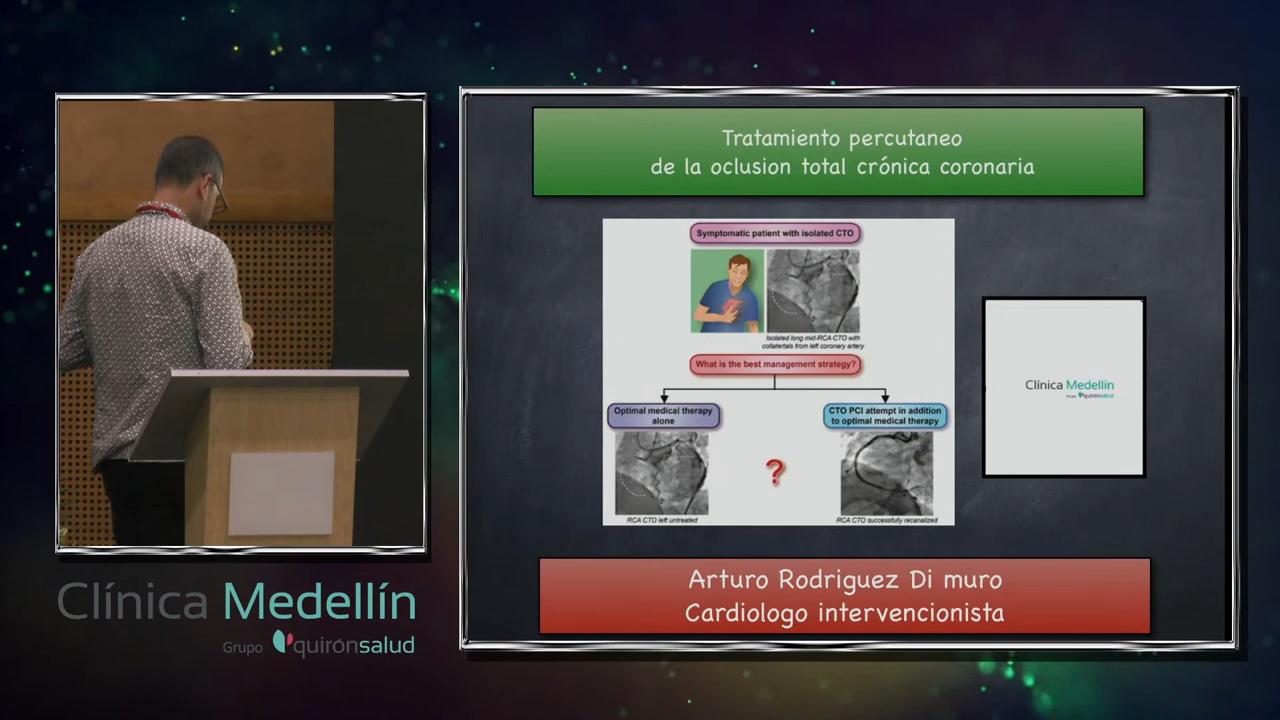 Tratamiento percutaneo
de la oclusion total crónica coronaria
Symptomatic patient with isolated CTO
Isolated long mid-RCA CTO with
collatertals from left coronary artery
What is the best management strategy?
Optimal medical therapy
alone
CTO PCI attempt in addition
to optimal medical therapy
?
RCA CTO left untreated
RCA CTO successfully recanalized
Clínica Medellín
Grupo quirónsalud
Arturo Rodriguez Di muro
Cardiologo intervencionista
Clínica Medellín
Grupo quirónsalud